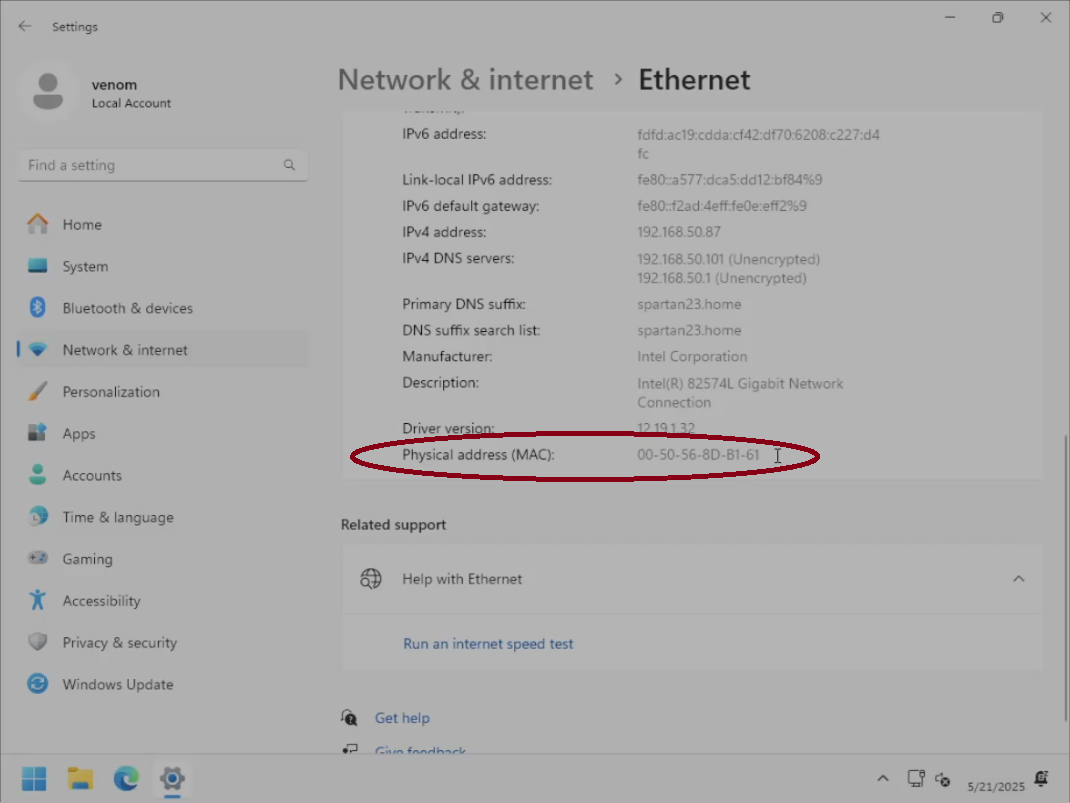 Settings
venom
Local Account
Find a setting
Home
System
Bluetooth & devices
Network & internet
Personalization
Apps
Accounts
Time & language
Gaming
Accessibility
Privacy & security
Windows Update
Network & internet > Ethernet
IPv6 address: fdfd:ac19:cdda:cf42:df70:6208:c227:d4
fc
Link-local IPv6 address: fe80::a577:dca5:dd12:bf84%9
IPv6 default gateway: fe80::f2ad:4eff:fe0e:eff2%9
IPv4 address: 192.168.50.87
IPv4 DNS servers: 192.168.50.101 (Unencrypted)
192.168.50.1 (Unencrypted)
Primary DNS suffix: spartan23.home
DNS suffix search list: spartan23.home
Manufacturer: Intel Corporation
Description: Intel(R) 82574L Gigabit Network
Connection
Driver version: 12.19.1.32
Physical address (MAC): 00-50-56-8D-B1-61
Related support
Help with Ethernet
Run an internet speed test
Get help
Give feedback
5/21/2025